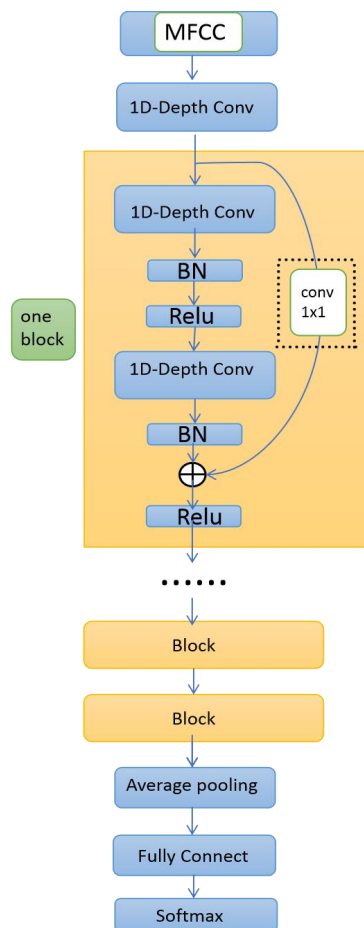 MFCC
1D-Depth Conv
1D-Depth Conv
BN
Relu
one
block
conv
1x1
1D-Depth Conv
BN
Relu
......
Block
Block
Average pooling
Fully Connect
Softmax